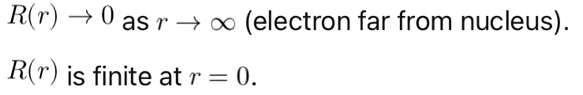 R(r) → 0 as r → ∞ (electron far from nucleus).
R(r) is finite at r = 0.